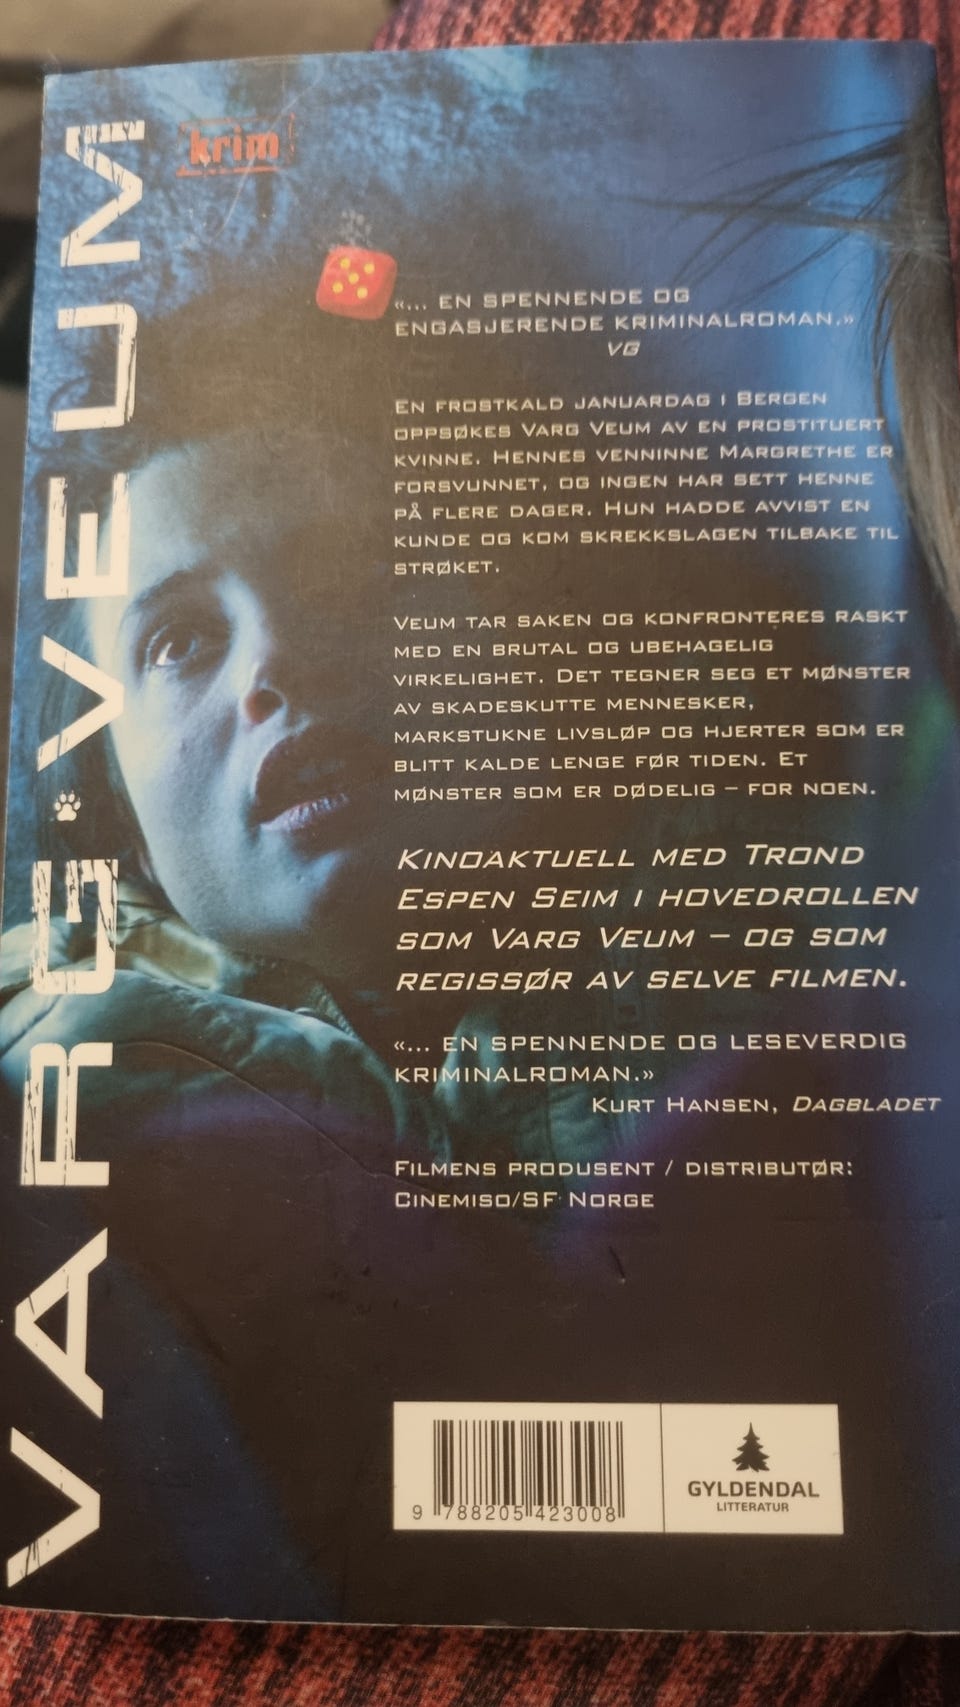 VARG VEUM
krim
«... EN SPENNENDE OG
ENGASJERENDE KRIMINALROMAN.»
VG
EN FROSTKALD JANUARDAG I BERGEN
OPPSØKES VARG VEUM AV EN PROSTITUERT
KVINNE. HENNES VENNINNE MARGRETHE ER
FORSVUNNET, OG INGEN HAR SETT HENNE
PÅ FLERE DAGER. HUN HADDE AVVIST EN
KUNDE OG KOM SKREKKSLAGEN TILBAKE TIL
STRØKET.
VEUM TAR SAKEN OG KONFRONTERES RASKT
MED EN BRUTAL OG UBEHAGELIG
VIRKELIGHET. DET TEGNER SEG ET MØNSTER
AV SKADESKUTTE MENNESKER,
MARKSTUKNE LIVSLØP OG HJERTER SOM ER
BLITT KALDE LENGE FØR TIDEN. ET
MØNSTER SOM ER DØDELIG – FOR NOEN.
KINOAKTUELL MED TROND
ESPEN SEIM I HOVEDROLLEN
SOM VARG VEUM – OG SOM
REGISSØR AV SELVE FILMEN.
«... EN SPENNENDE OG LESEVERDIG
KRIMINALROMAN.»
KURT HANSEN, DAGBLADET
FILMENS PRODUSENT / DISTRIBUTØR:
CINEMISO/SF NORGE
9 788205 423008
GYLDENDAL
LITTERATUR